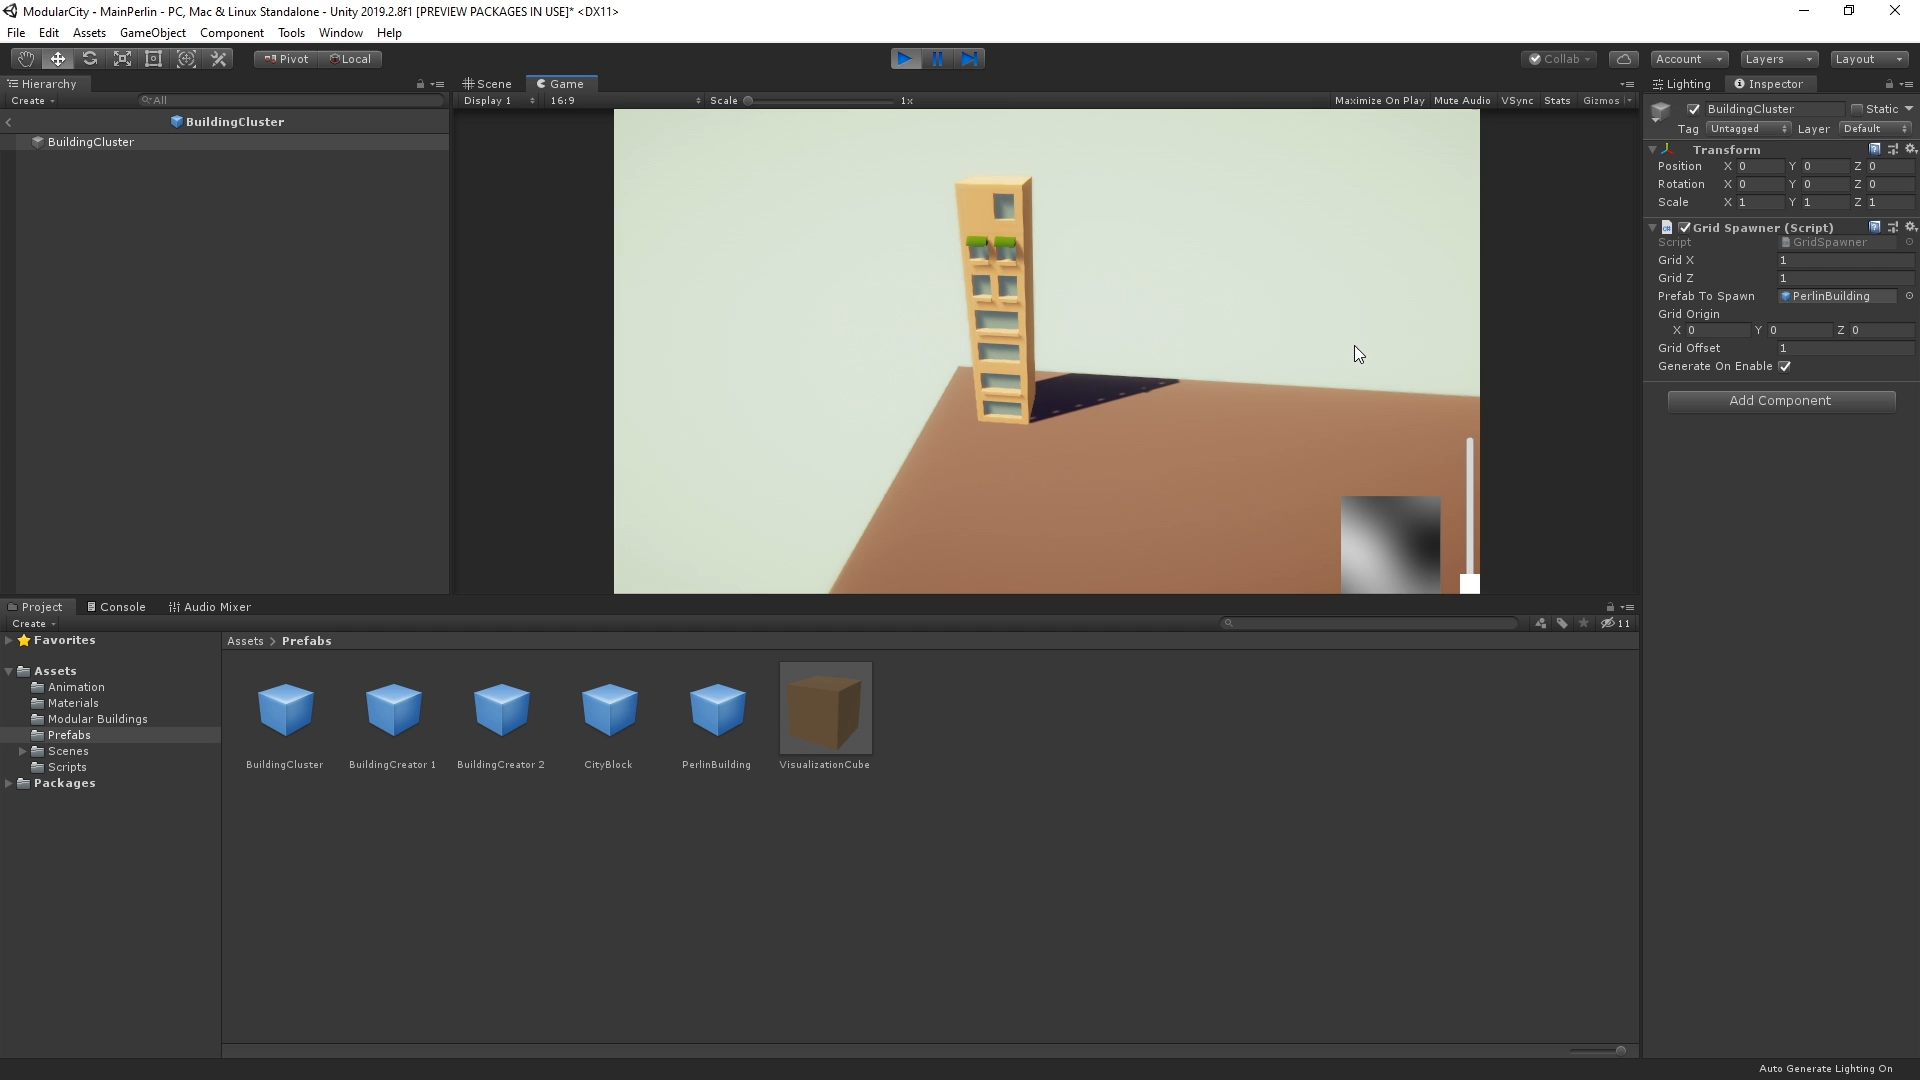 ModularCity - MainPerlin - PC, Mac & Linux Standalone - Unity 2019.2.8f1 [PREVIEW PACKAGES IN USE]* <DX11>
File Edit Assets GameObject Component Tools Window Help
Pivot Local Collab Account Layers Layout
Hierarchy Scene Game Lighting Inspector
Create All Display 1 16:9 Scale 1x Maximize On Play Mute Audio VSync Stats Gizmos
BuildingCluster
BuildingCluster
BuildingCluster Static
Tag Untagged Layer Default
Transform
Position X 0 Y 0 Z 0
Rotation X 0 Y 0 Z 0
Scale X 1 Y 1 Z 1
Grid Spawner (Script)
Script GridSpawner
Grid X 1
Grid Z 1
Prefab To Spawn PerlinBuilding
Grid Origin
X 0 Y 0 Z 0
Grid Offset 1
Generate On Enable
Add Component
Project Console Audio Mixer
Create 11
Favorites
Assets
Animation
Materials
Modular Buildings
Prefabs
Scenes
Scripts
Packages
Assets > Prefabs
BuildingCluster BuildingCreator 1 BuildingCreator 2 CityBlock PerlinBuilding VisualizationCube
Auto Generate Lighting On